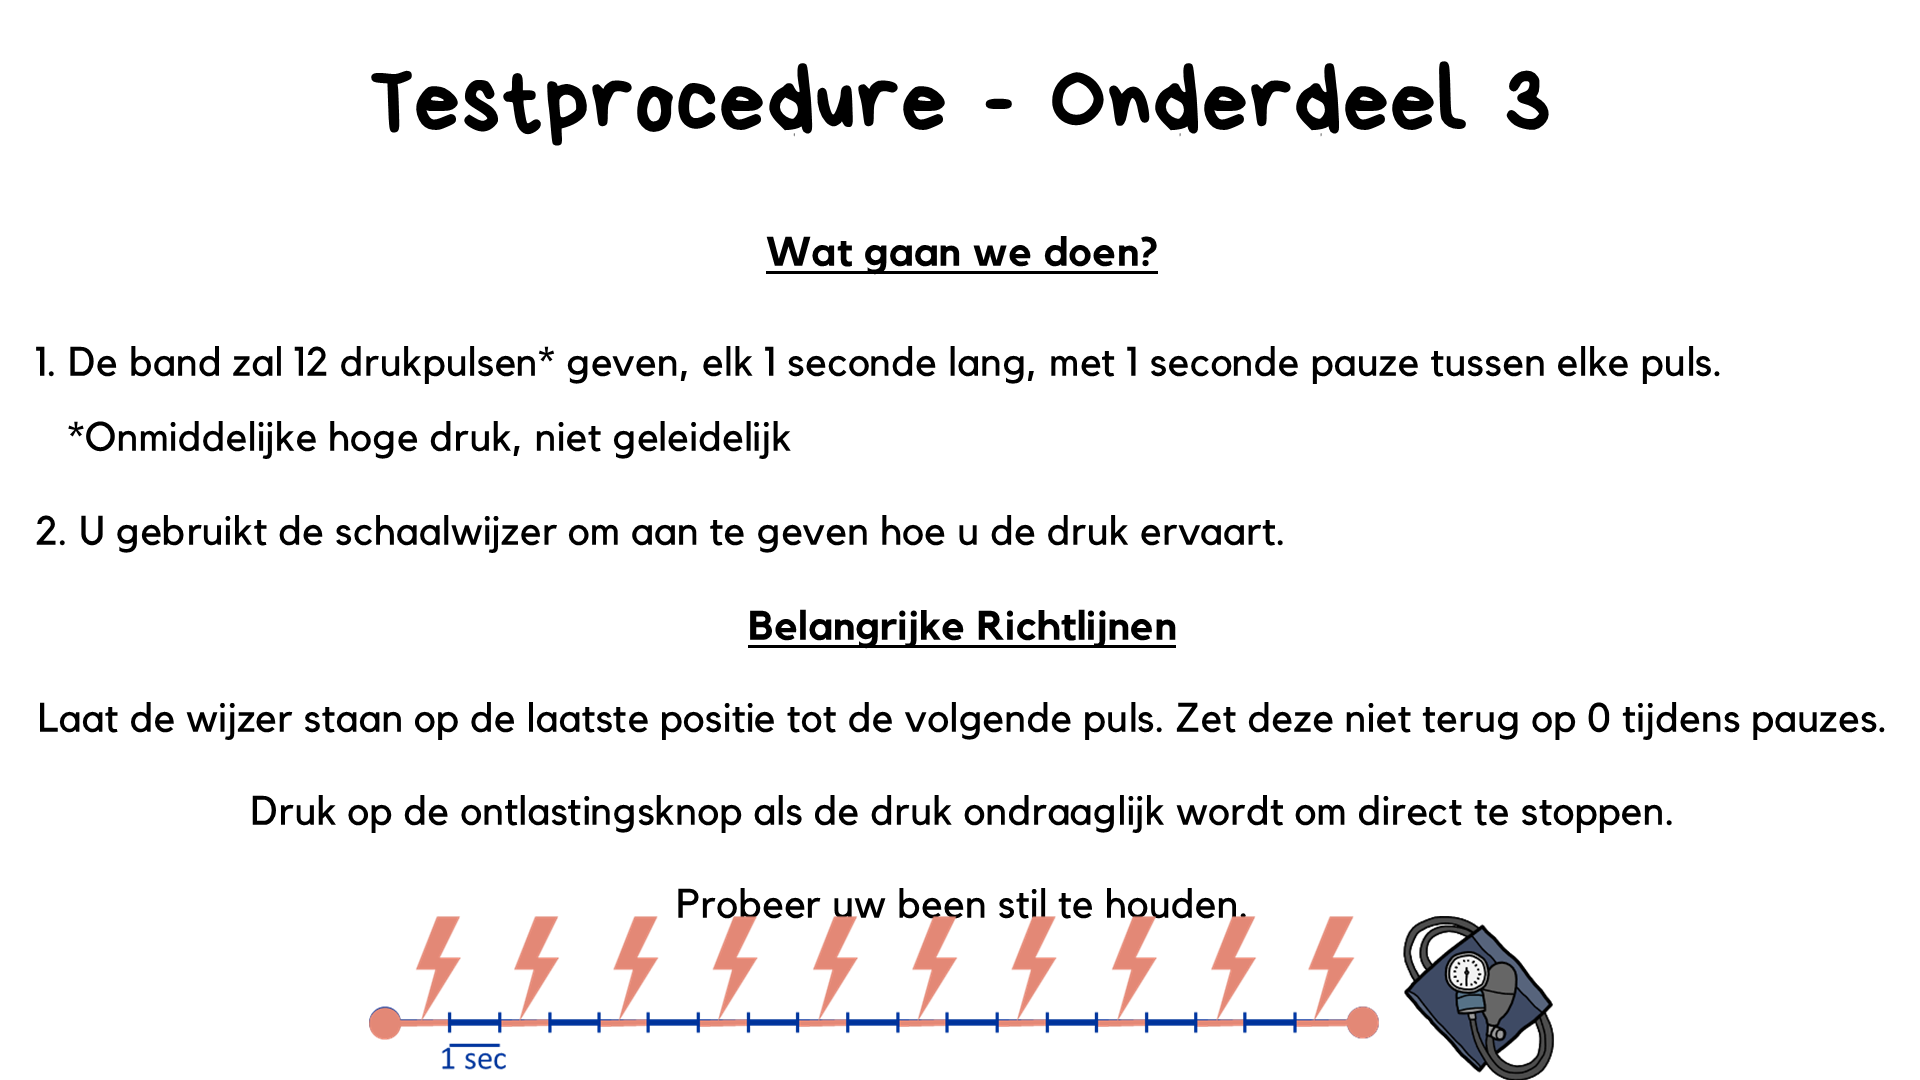 Testprocedure - Onderdeel 3
Wat gaan we doen?
1. De band zal 12 drukpulsen* geven, elk 1 seconde lang, met 1 seconde pauze tussen elke puls.
*Onmiddelijke hoge druk, niet geleidelijk
2. U gebruikt de schaalwijzer om aan te geven hoe u de druk ervaart.
Belangrijke Richtlijnen
Laat de wijzer staan op de laatste positie tot de volgende puls. Zet deze niet terug op 0 tijdens pauzes.
Druk op de ontlastingsknop als de druk ondraaglijk wordt om direct te stoppen.
Probeer uw been stil te houden.
1 sec